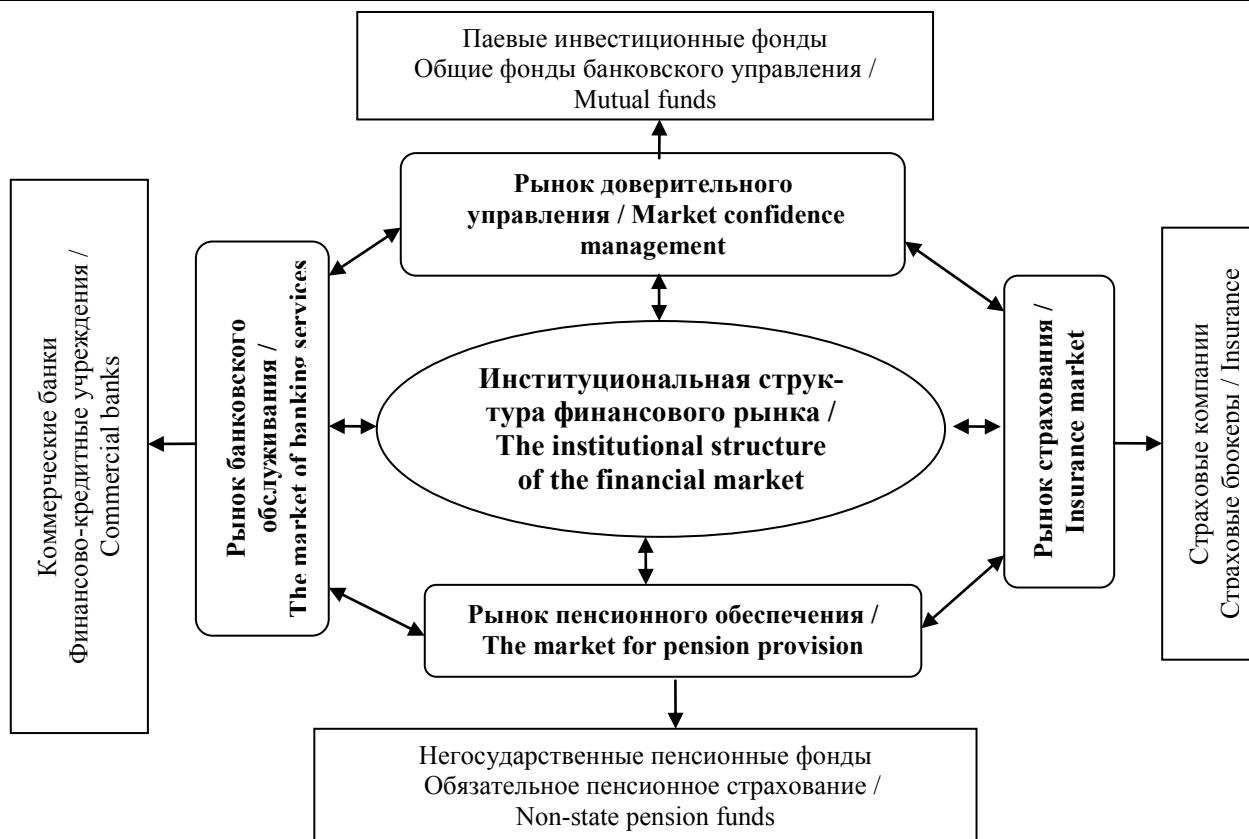 Паевые инвестиционные фонды
Общие фонды банковского управления /
Mutual funds
Рынок доверительного
управления / Market confidence
management
Коммерческие банки
Финансово-кредитные учреждения /
Commercial banks
Рынок банковского
обслуживания /
The market of banking services
Институциональная струк-
тура финансового рынка /
The institutional structure
of the financial market
Рынок страхования /
Insurance market
Страховые компании
Страховые брокеры / Insurance
Рынок пенсионного обеспечения /
The market for pension provision
Негосударственные пенсионные фонды
Обязательное пенсионное страхование /
Non-state pension funds